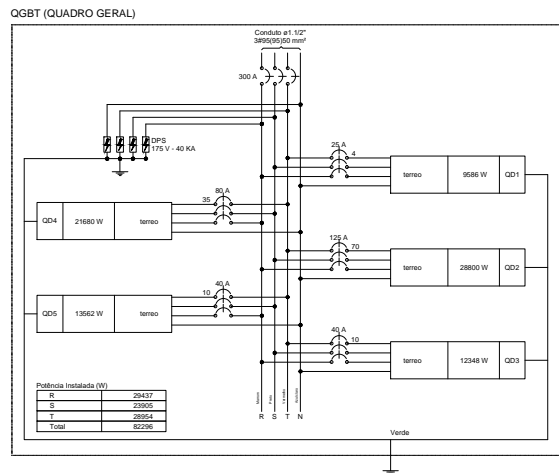 QGBT (QUADRO GERAL)
Conduto ø1.1/2"
3#95(95)50 mm²
300 A
DPS
175 V - 40 KA
25 A
4
terreo 9586 W QD1
80 A
35
QD4 21680 W terreo
125 A
70
terreo 28800 W QD2
40 A
10
QD5 13562 W terreo
40 A
10
terreo 12348 W QD3
Potência Instalada (W)
R 29437
S 23905
T 28954
Total 82296
R S T N
Verde